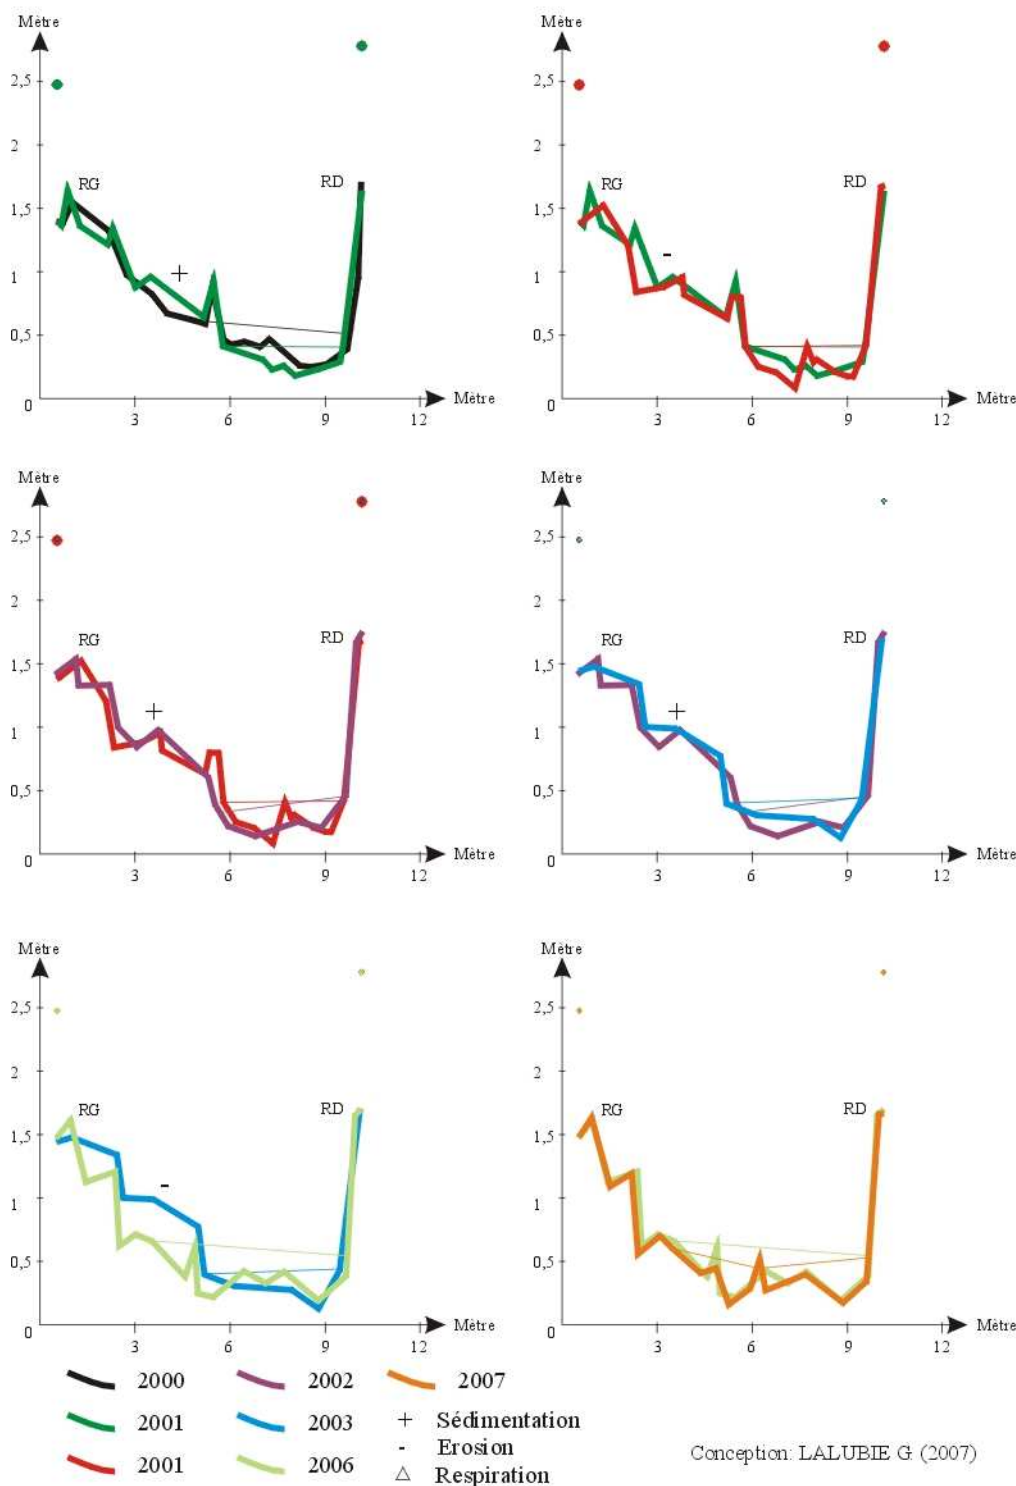 Mètre
2,5
2
1,5
1
0,5
0
3 6 9 12
Mètre
RG
RD
+
Mètre
2,5
2
1,5
1
0,5
0
3 6 9 12
Mètre
RG
RD
-
Mètre
2,5
2
1,5
1
0,5
0
3 6 9 12
Mètre
RG
RD
+
Mètre
2,5
2
1,5
1
0,5
0
3 6 9 12
Mètre
RG
RD
+
Mètre
2,5
2
1,5
1
0,5
0
3 6 9 12
Mètre
RG
RD
-
Mètre
2,5
2
1,5
1
0,5
0
3 6 9 12
Mètre
RG
RD
2000
2001
2001
2002
2003
2006
2007
+ Sédimentation
- Erosion
△ Respiration
Conception: LALUBIE G (2007)